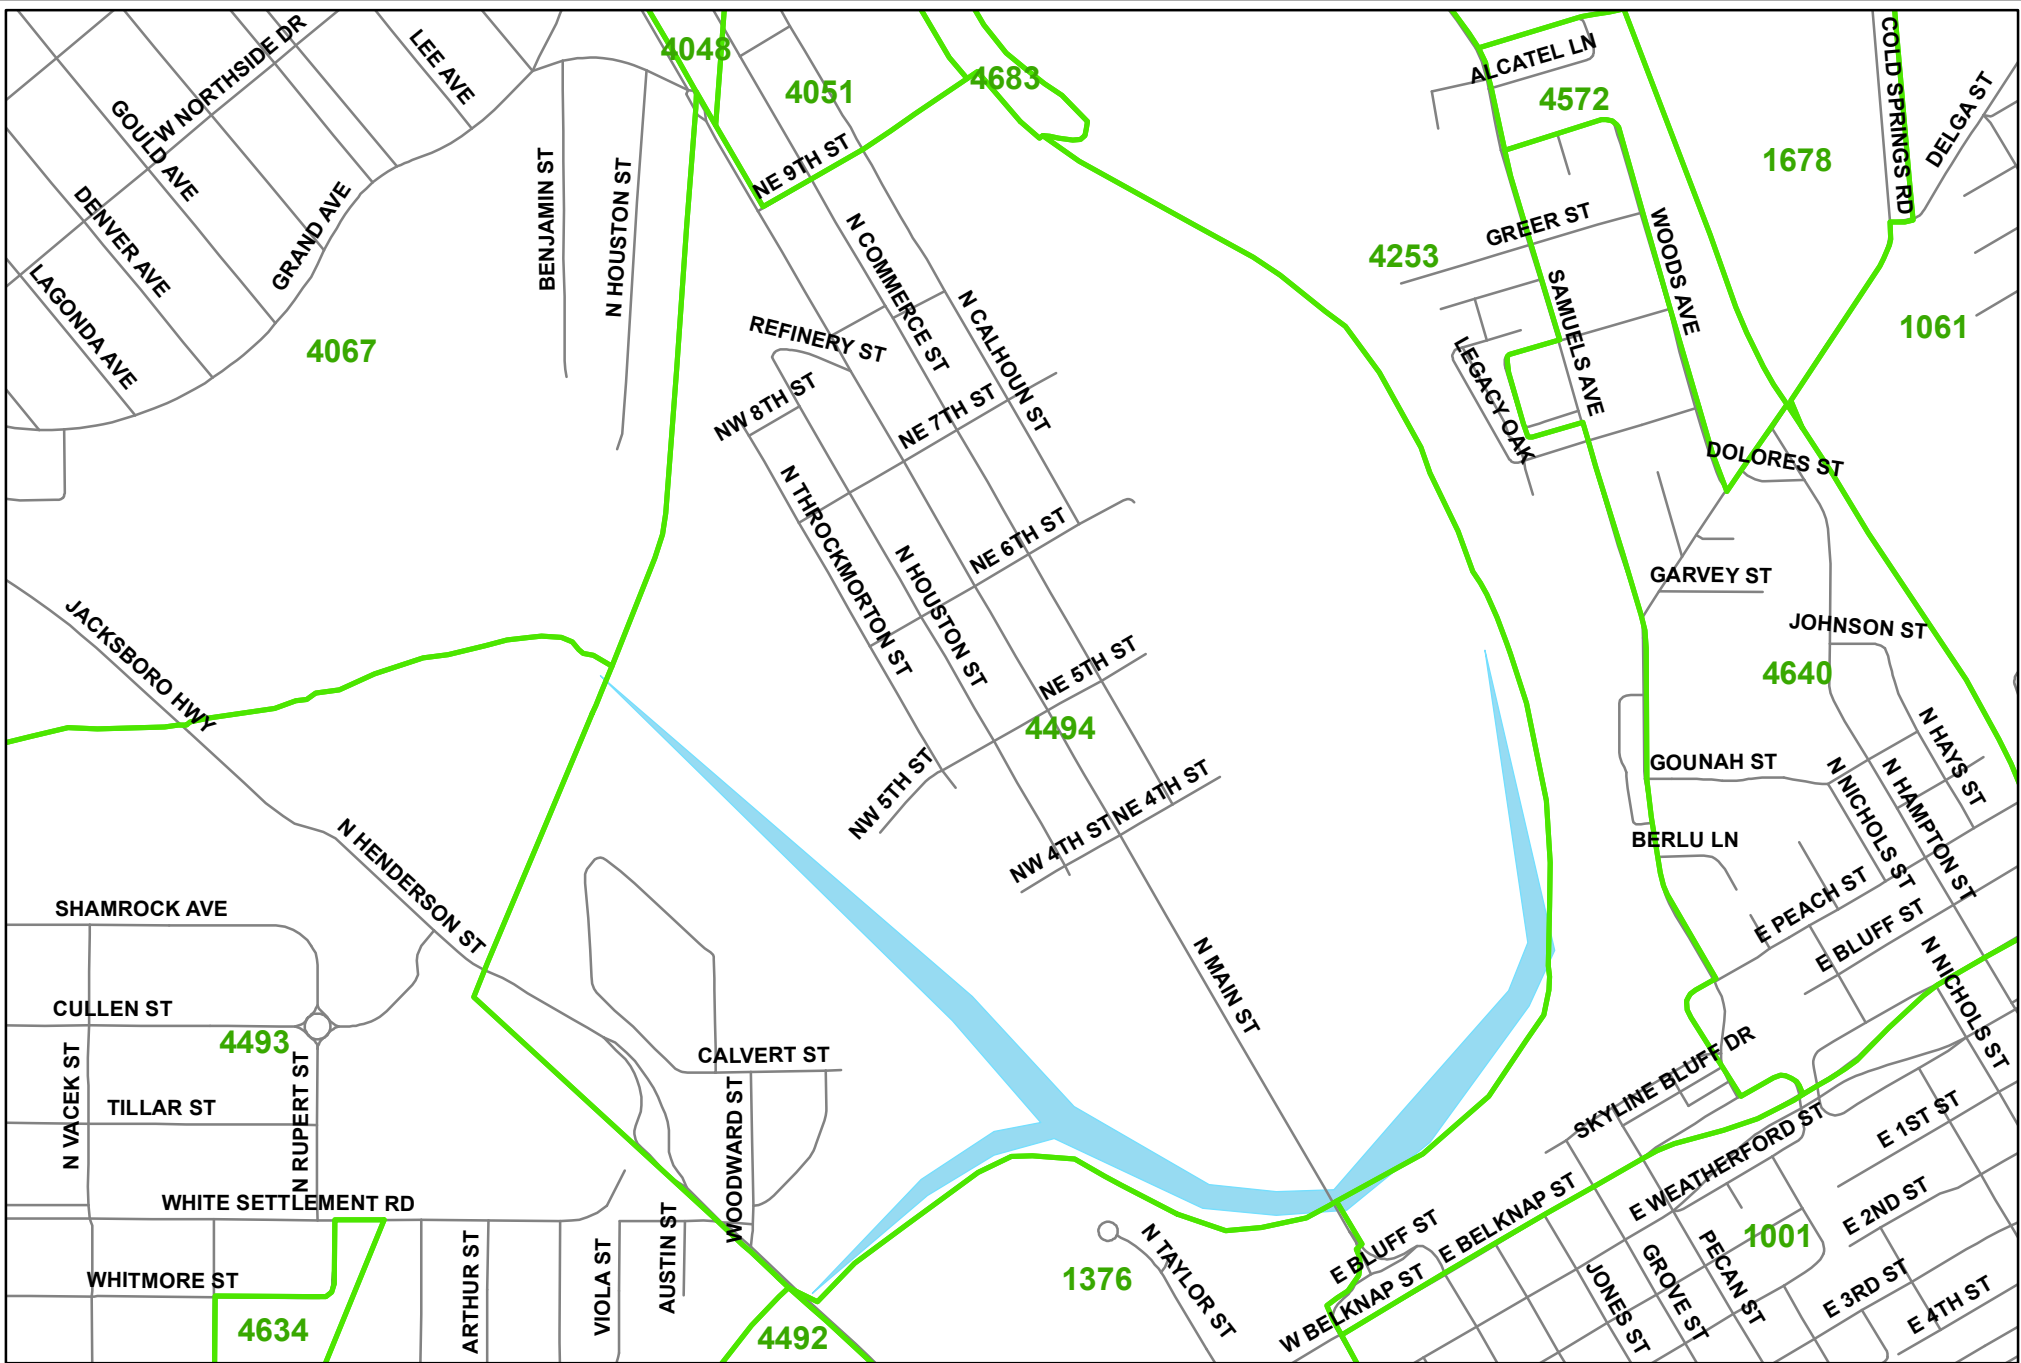 W NORTHSIDE DR
LEE AVE
4048
4051
4683
ALCATEL LN
4572
COLD SPRINGS RD
DELGA ST
1678
GOULD AVE
BENJAMIN ST
N HOUSTON ST
NE 9TH ST
DENVER AVE
GRAND AVE
N COMMERCE ST
GREER ST
WOODS AVE
4253
LAGONDA AVE
4067
REFINERY ST
N CALHOUN ST
SAMUELS AVE
1061
LEGACY OAK
NW 8TH ST
NE 7TH ST
DOLORES ST
N THROCKMORTON ST
NE 6TH ST
N HOUSTON ST
GARVEY ST
JOHNSON ST
JACKSBORO HWY
NE 5TH ST
4640
4494
N HAYS ST
NW 5TH ST
NE 4TH ST
GOUNAH ST
N NICHOLS ST
N HAMPTON ST
NW 4TH ST
BERLU LN
N HENDERSON ST
SHAMROCK AVE
E PEACH ST
E BLUFF ST
N MAIN ST
N NICHOLS ST
CULLEN ST
4493
N VACEK ST
N RUPERT ST
CALVERT ST
SKYLINE BLUFF DR
TILLAR ST
WOODWARD ST
E 1ST ST
E WEATHERFORD ST
WHITE SETTLEMENT RD
E BELKNAP ST
E 2ND ST
AUSTIN ST
N TAYLOR ST
E BLUFF ST
1001
ARTHUR ST
VIOLA ST
WHITMORE ST
1376
GROVE ST
PECAN ST
JONES ST
E 3RD ST
4634
4492
W BELKNAP ST
E 4TH ST